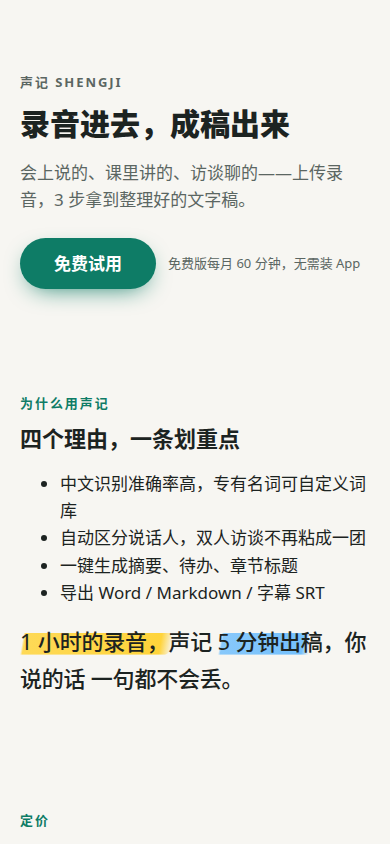 声记 SHENGJI
录音进去，成稿出来
会上说的、课里讲的、访谈聊的——上传录
音，3 步拿到整理好的文字稿。
免费试用
免费版每月 60 分钟，无需装 App
为什么用声记
四个理由，一条划重点
中文识别准确率高，专有名词可自定义词
库
自动区分说话人，双人访谈不再粘成一团
一键生成摘要、待办、章节标题
导出 Word / Markdown / 字幕 SRT
1 小时的录音，声记 5 分钟出稿，你
说的话 一句都不会丢。
定价